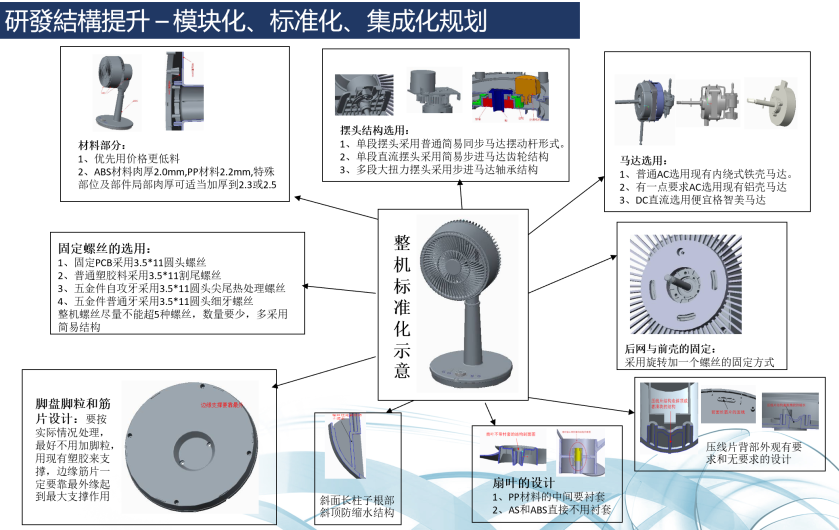 研發結構提升 – 模块化、标准化、集成化规划
材料部分：
1、优先用价格更低料
2、ABS材料肉厚2.0mm,PP材料2.2mm,特殊
部位及部件局部肉厚可适当加厚到2.3或2.5
摆头结构选用：
1、单段摆头采用普通简易同步马达摆动杆形式。
2、单段直流摆头采用简易步进马达齿轮结构
3、多段大扭力摆头采用步进马达轴承结构
马达选用：
1、普通AC选用现有内绕式铁壳马达。
2、有一点要求AC选用现有铝壳马达
3、DC直流选用便宜格智美马达
固定螺丝的选用：
1、固定PCB采用3.5*11圆头螺丝
2、普通塑胶料采用3.5*11割尾螺丝
3、五金件自攻牙采用3.5*11圆头尖尾热处理螺丝
4、五金件普通牙采用3.5*11圆头细牙螺丝
整机螺丝尽量不能超5种螺丝，数量要少，多采用
简易结构
整机标准化示意
后网与前壳的固定：
采用旋转加一个螺丝的固定方式
脚盘脚粒和筋
片设计：要按
实际情况处理，
最好不用加脚粒，
用现有塑胶来支
撑，边缘筋片一
定要靠最外缘起
到最大支撑作用
斜面长柱子根部
斜顶防缩水结构
扇叶的设计
1、PP材料的中间要衬套
2、AS和ABS直接不用衬套
压线片背部外观有要
求和无要求的设计